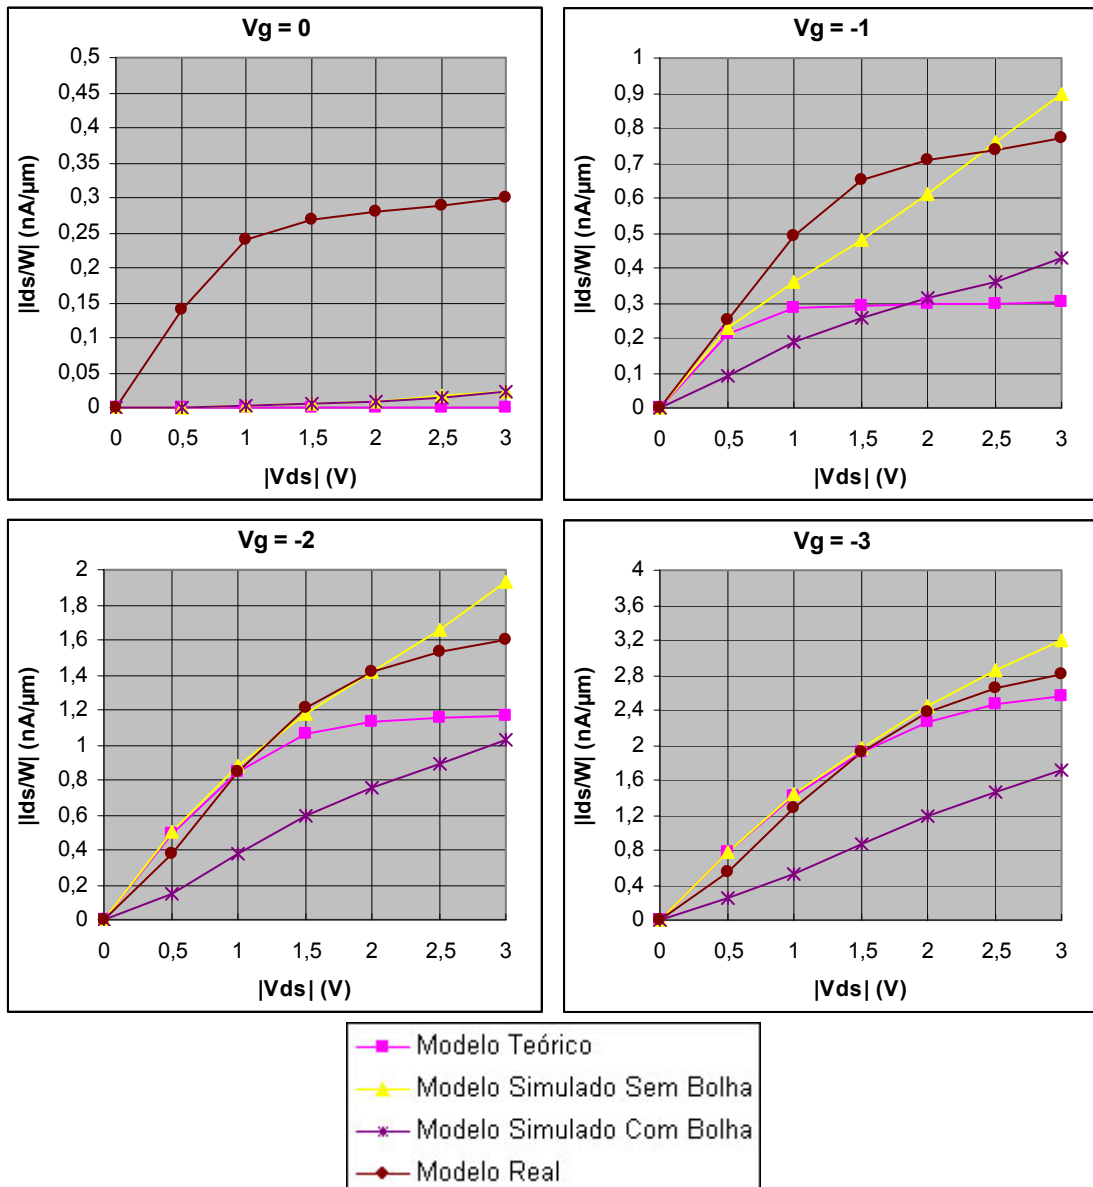 Vg = 0
|Ids/W| (nA/µm)
0,5
0,45
0,4
0,35
0,3
0,25
0,2
0,15
0,1
0,05
0
0 0,5 1 1,5 2 2,5 3
|Vds| (V)
Vg = -1
|Ids/W| (nA/µm)
1
0,9
0,8
0,7
0,6
0,5
0,4
0,3
0,2
0,1
0
0 0,5 1 1,5 2 2,5 3
|Vds| (V)
Vg = -2
|Ids/W| (nA/µm)
2
1,8
1,6
1,4
1,2
1
0,8
0,6
0,4
0,2
0
0 0,5 1 1,5 2 2,5 3
|Vds| (V)
Vg = -3
|Ids/W| (nA/µm)
4
3,6
3,2
2,8
2,4
2
1,6
1,2
0,8
0,4
0
0 0,5 1 1,5 2 2,5 3
|Vds| (V)
Modelo Teórico
Modelo Simulado Sem Bolha
Modelo Simulado Com Bolha
Modelo Real